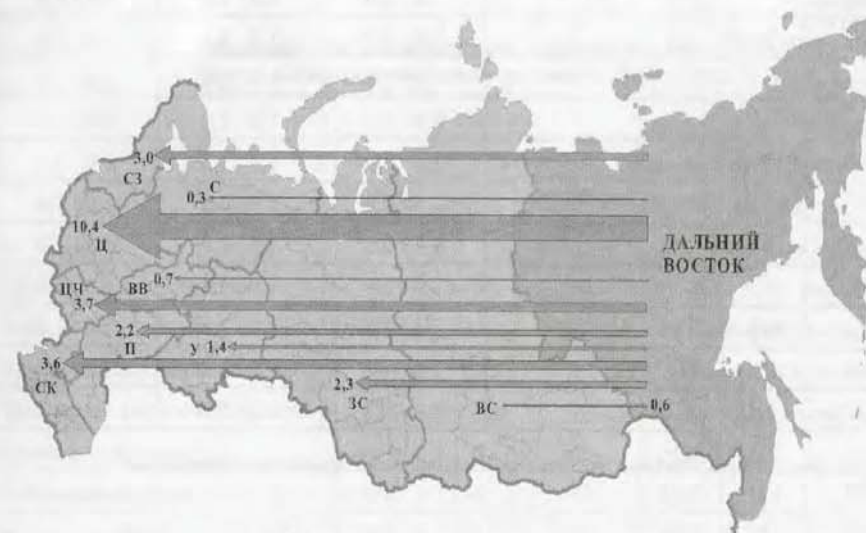 3,0
СЗ
С
0,3
10,4
Ц
ДАЛЬНИЙ
ВОСТОК
0,7
ЦЧ
ВВ
3,7
2,2
П
У 1,4
3,6
СК
2,3
ЗС
ВС
0,6